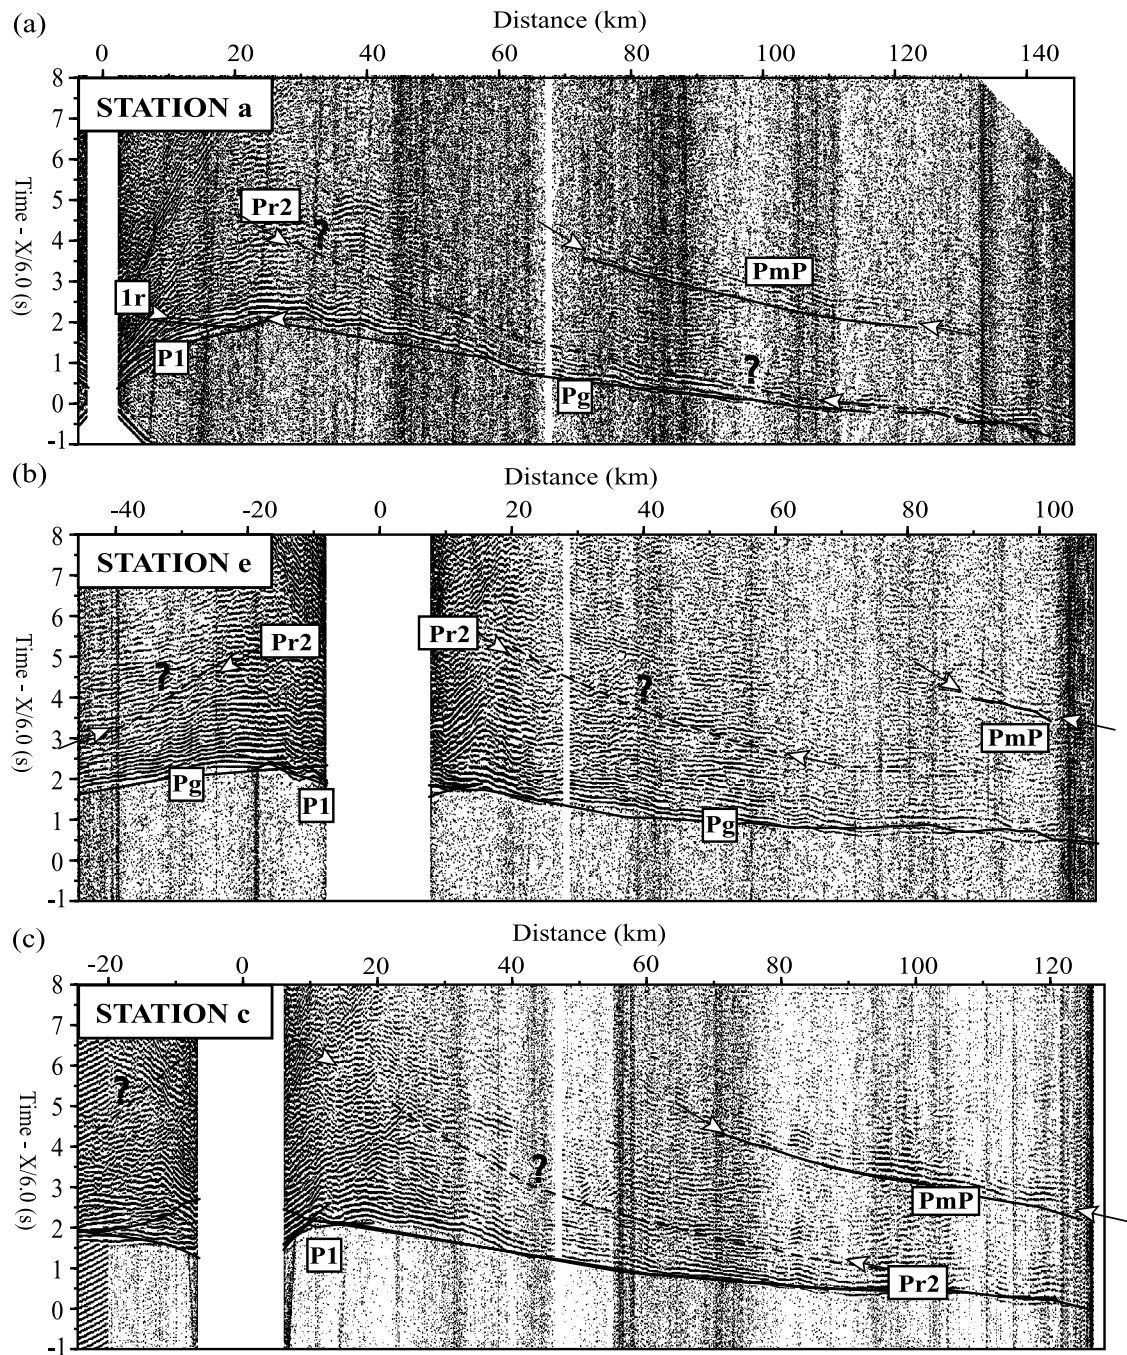 (a)
Distance (km)
0 20 40 60 80 100 120 140
8
STATION a
7
6
5
Pr2
?
4
PmP
3
1r
2
P1
?
1
Pg
0
-1
Time - X/6.0 (s)
(b)
Distance (km)
-40 -20 0 20 40 60 80 100
8
STATION e
7
6
Pr2
Pr2
5
?
?
4
3
PmP
2
Pg
P1
1
Pg
0
-1
Time - X/6.0 (s)
(c)
Distance (km)
-20 0 20 40 60 80 100 120
8
STATION c
7
6
?
5
4
?
3
PmP
2
P1
1
Pr2
0
-1
Time - X/6.0 (s)